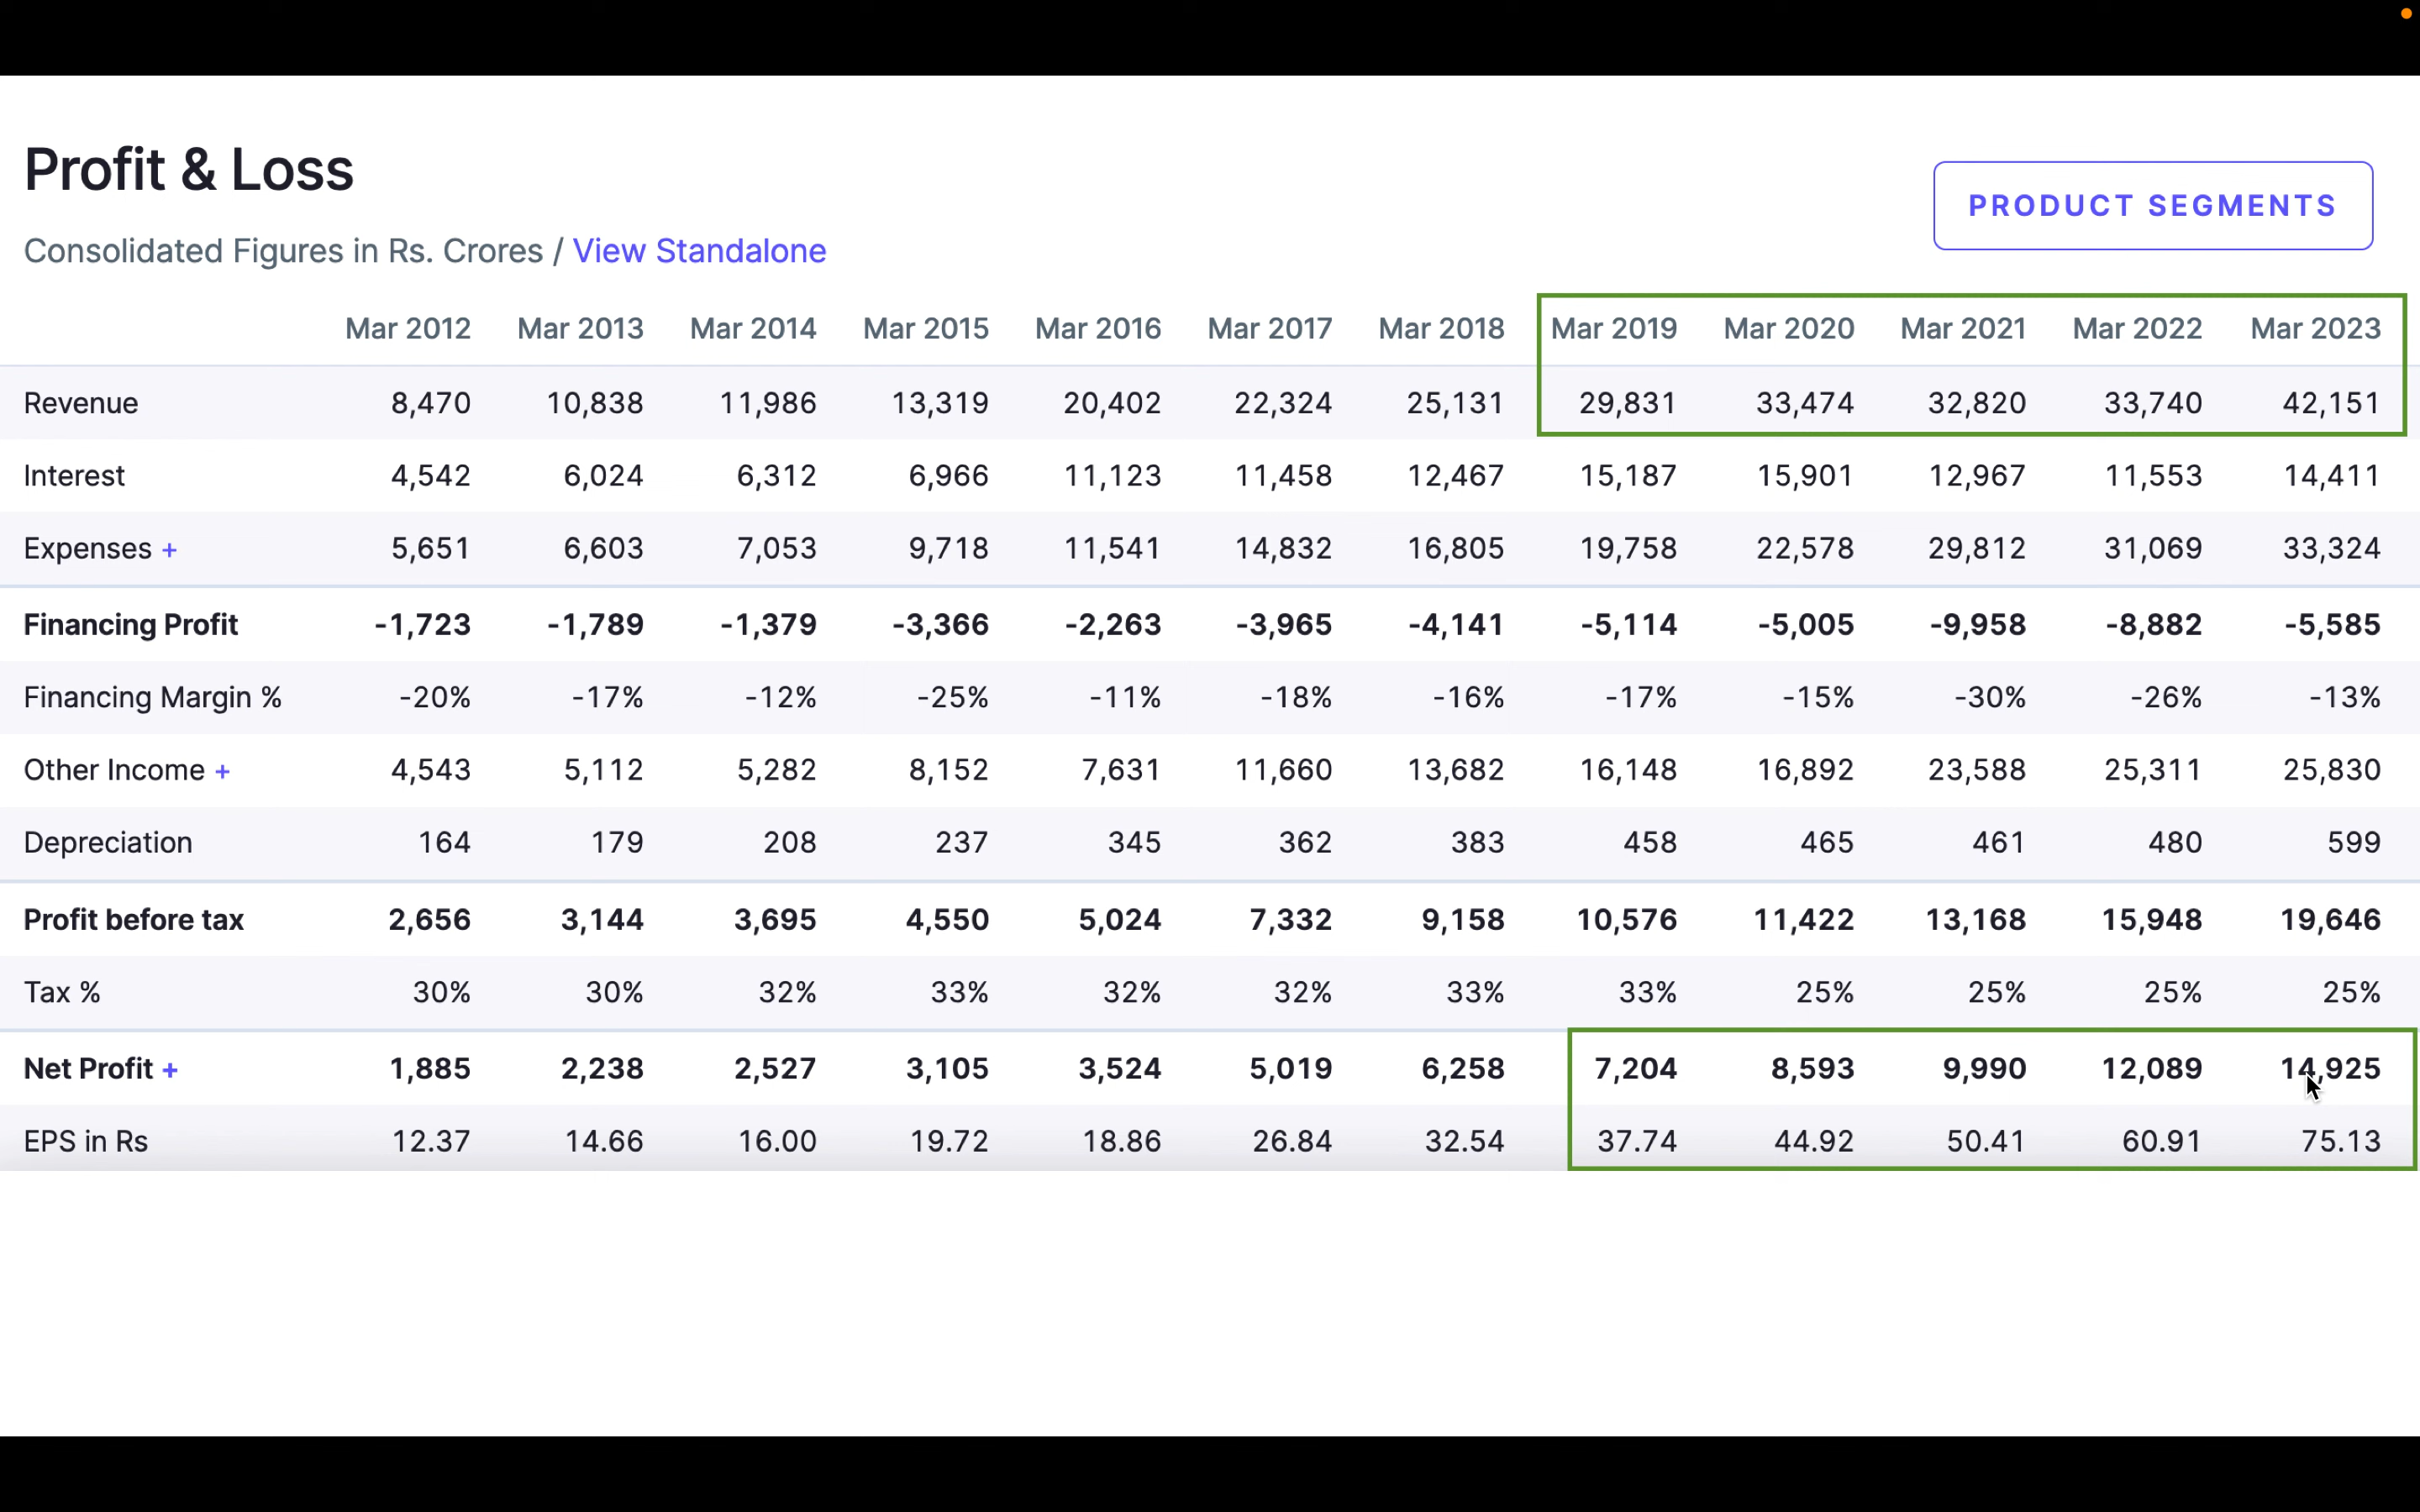 Profit & Loss
PRODUCT SEGMENTS
Consolidated Figures in Rs. Crores / View Standalone
Mar 2012 Mar 2013 Mar 2014 Mar 2015 Mar 2016 Mar 2017 Mar 2018 Mar 2019 Mar 2020 Mar 2021 Mar 2022 Mar 2023
Revenue 8,470 10,838 11,986 13,319 20,402 22,324 25,131 29,831 33,474 32,820 33,740 42,151
Interest 4,542 6,024 6,312 6,966 11,123 11,458 12,467 15,187 15,901 12,967 11,553 14,411
Expenses + 5,651 6,603 7,053 9,718 11,541 14,832 16,805 19,758 22,578 29,812 31,069 33,324
Financing Profit -1,723 -1,789 -1,379 -3,366 -2,263 -3,965 -4,141 -5,114 -5,005 -9,958 -8,882 -5,585
Financing Margin % -20% -17% -12% -25% -11% -18% -16% -17% -15% -30% -26% -13%
Other Income + 4,543 5,112 5,282 8,152 7,631 11,660 13,682 16,148 16,892 23,588 25,311 25,830
Depreciation 164 179 208 237 345 362 383 458 465 461 480 599
Profit before tax 2,656 3,144 3,695 4,550 5,024 7,332 9,158 10,576 11,422 13,168 15,948 19,646
Tax % 30% 30% 32% 33% 32% 32% 33% 33% 25% 25% 25% 25%
Net Profit + 1,885 2,238 2,527 3,105 3,524 5,019 6,258 7,204 8,593 9,990 12,089 14,925
EPS in Rs 12.37 14.66 16.00 19.72 18.86 26.84 32.54 37.74 44.92 50.41 60.91 75.13